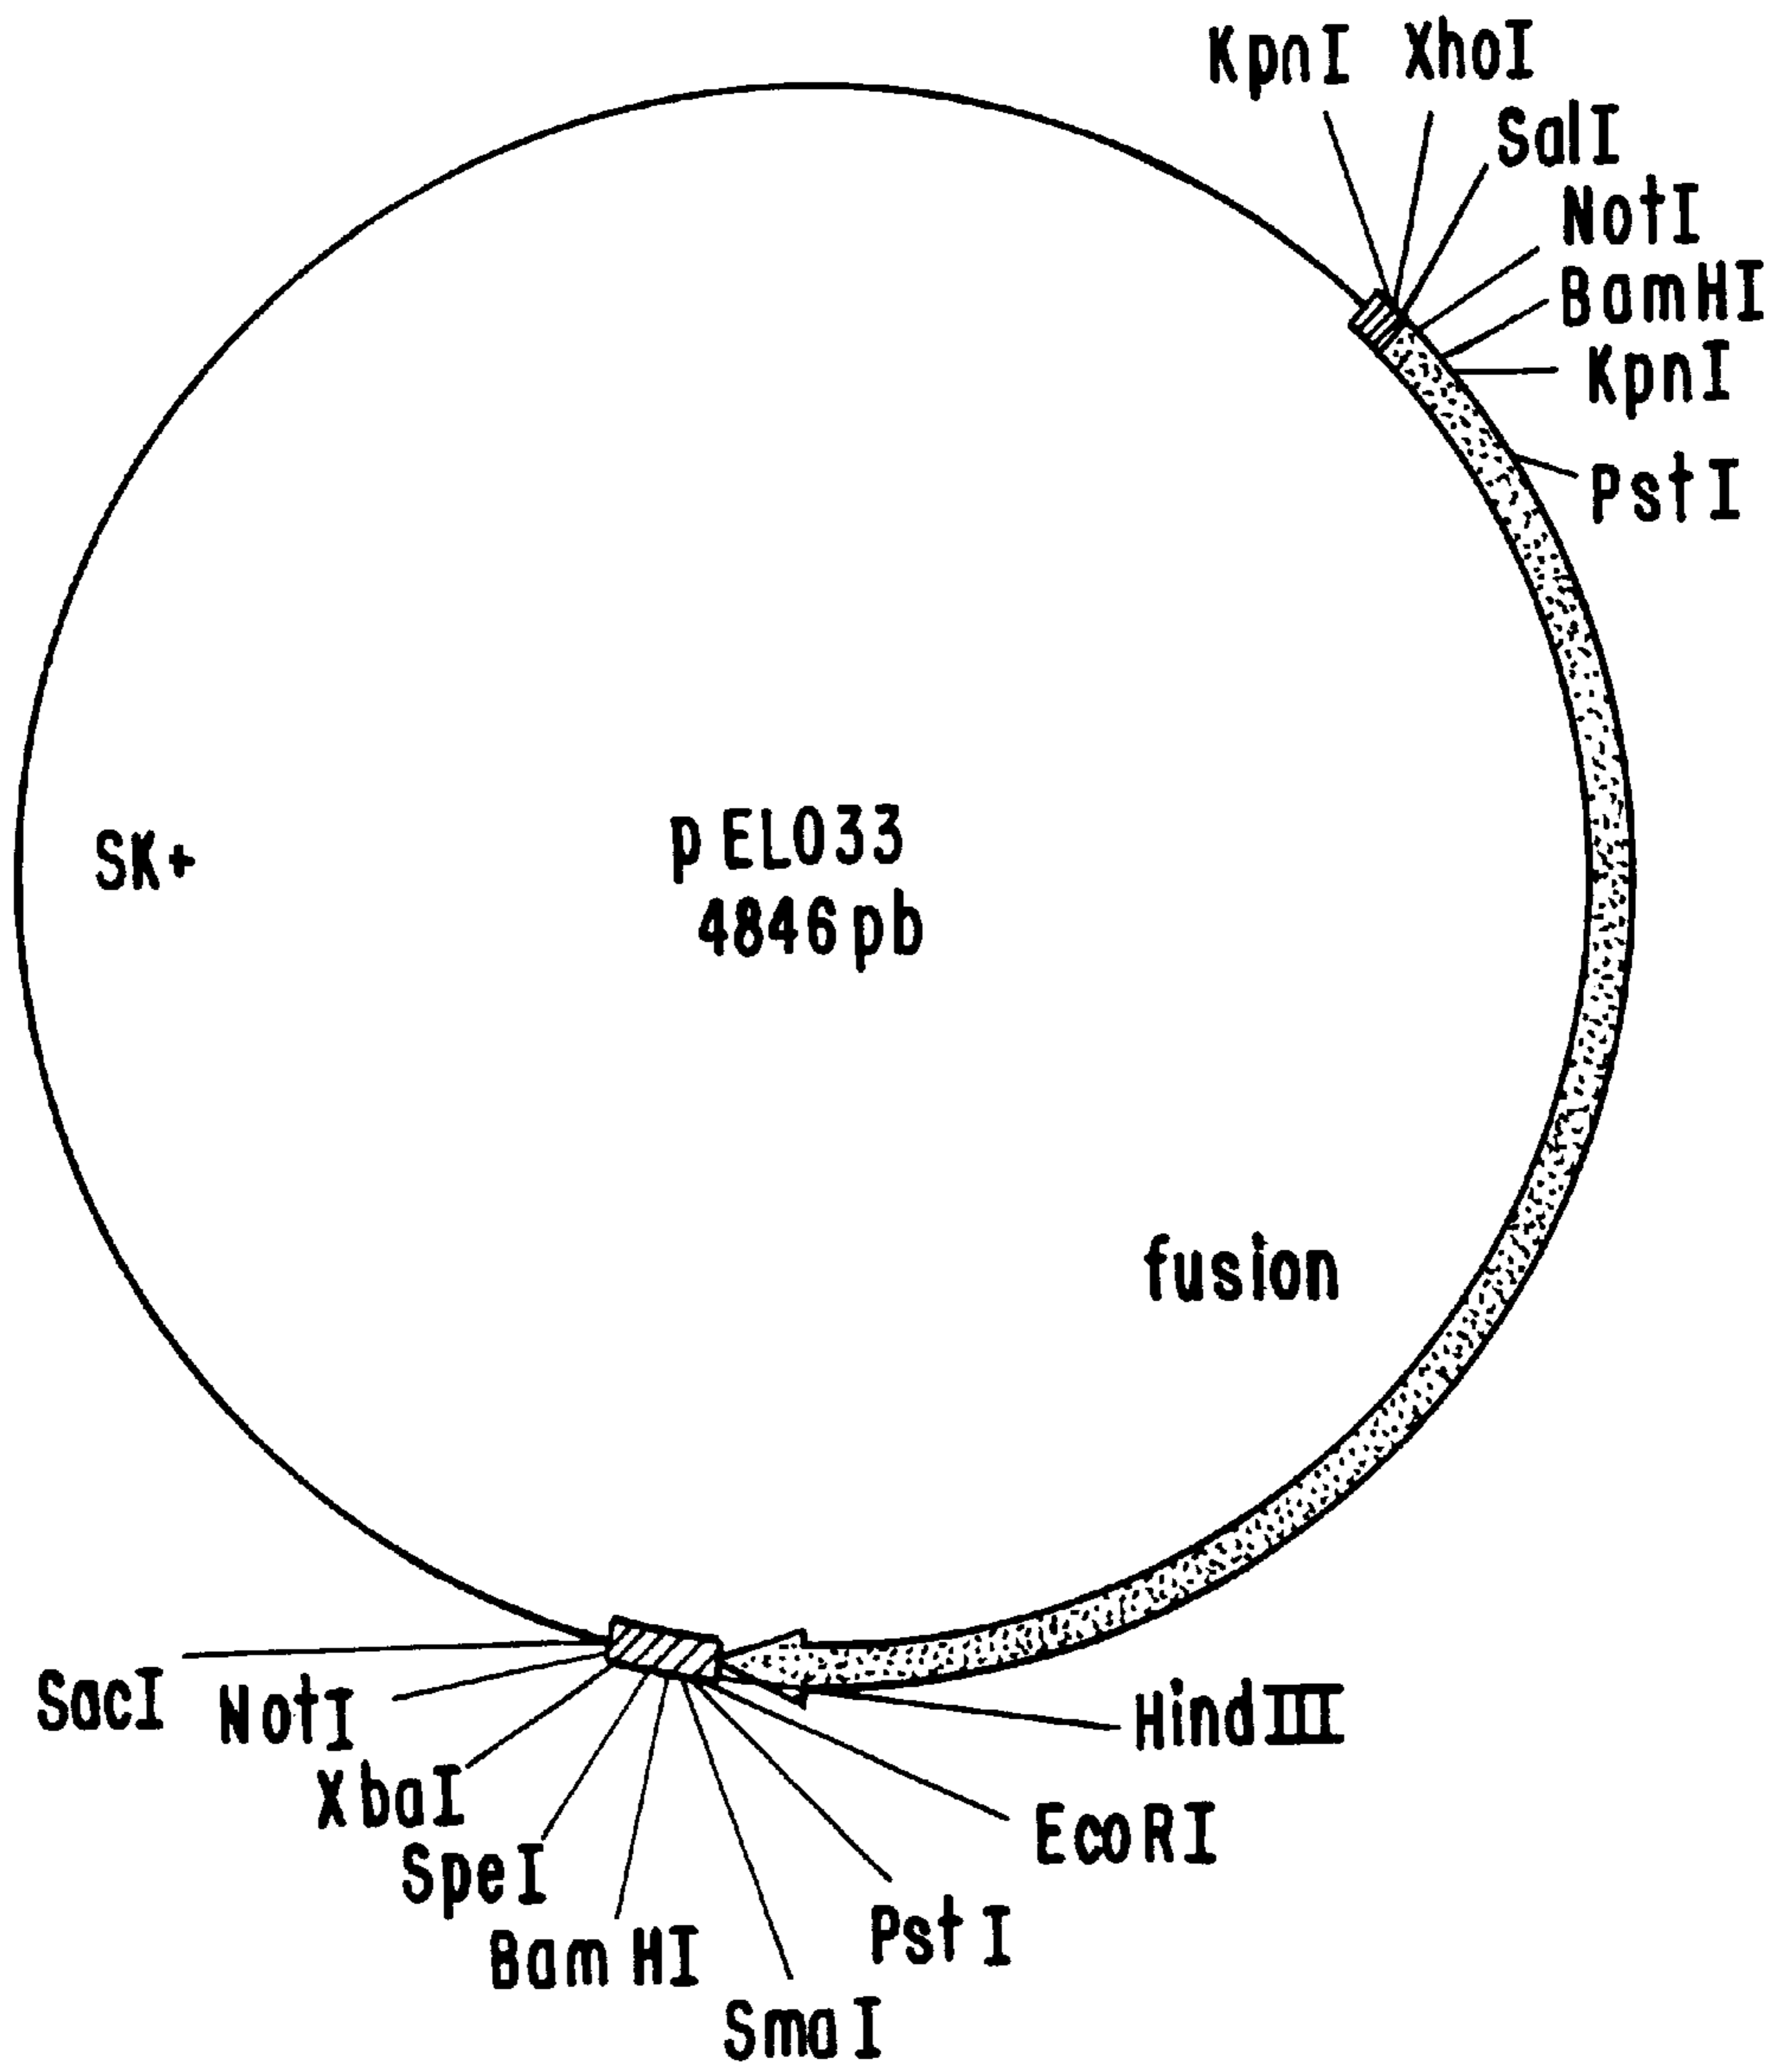 KpnI XhoI
SalI
NotI
BamHI
KpnI
PstI
pELO33
4846pb
SK+
fusion
HindIII
EcoRI
PstI
SmaI
BamHI
SpeI
XbaI
NotI
SacI